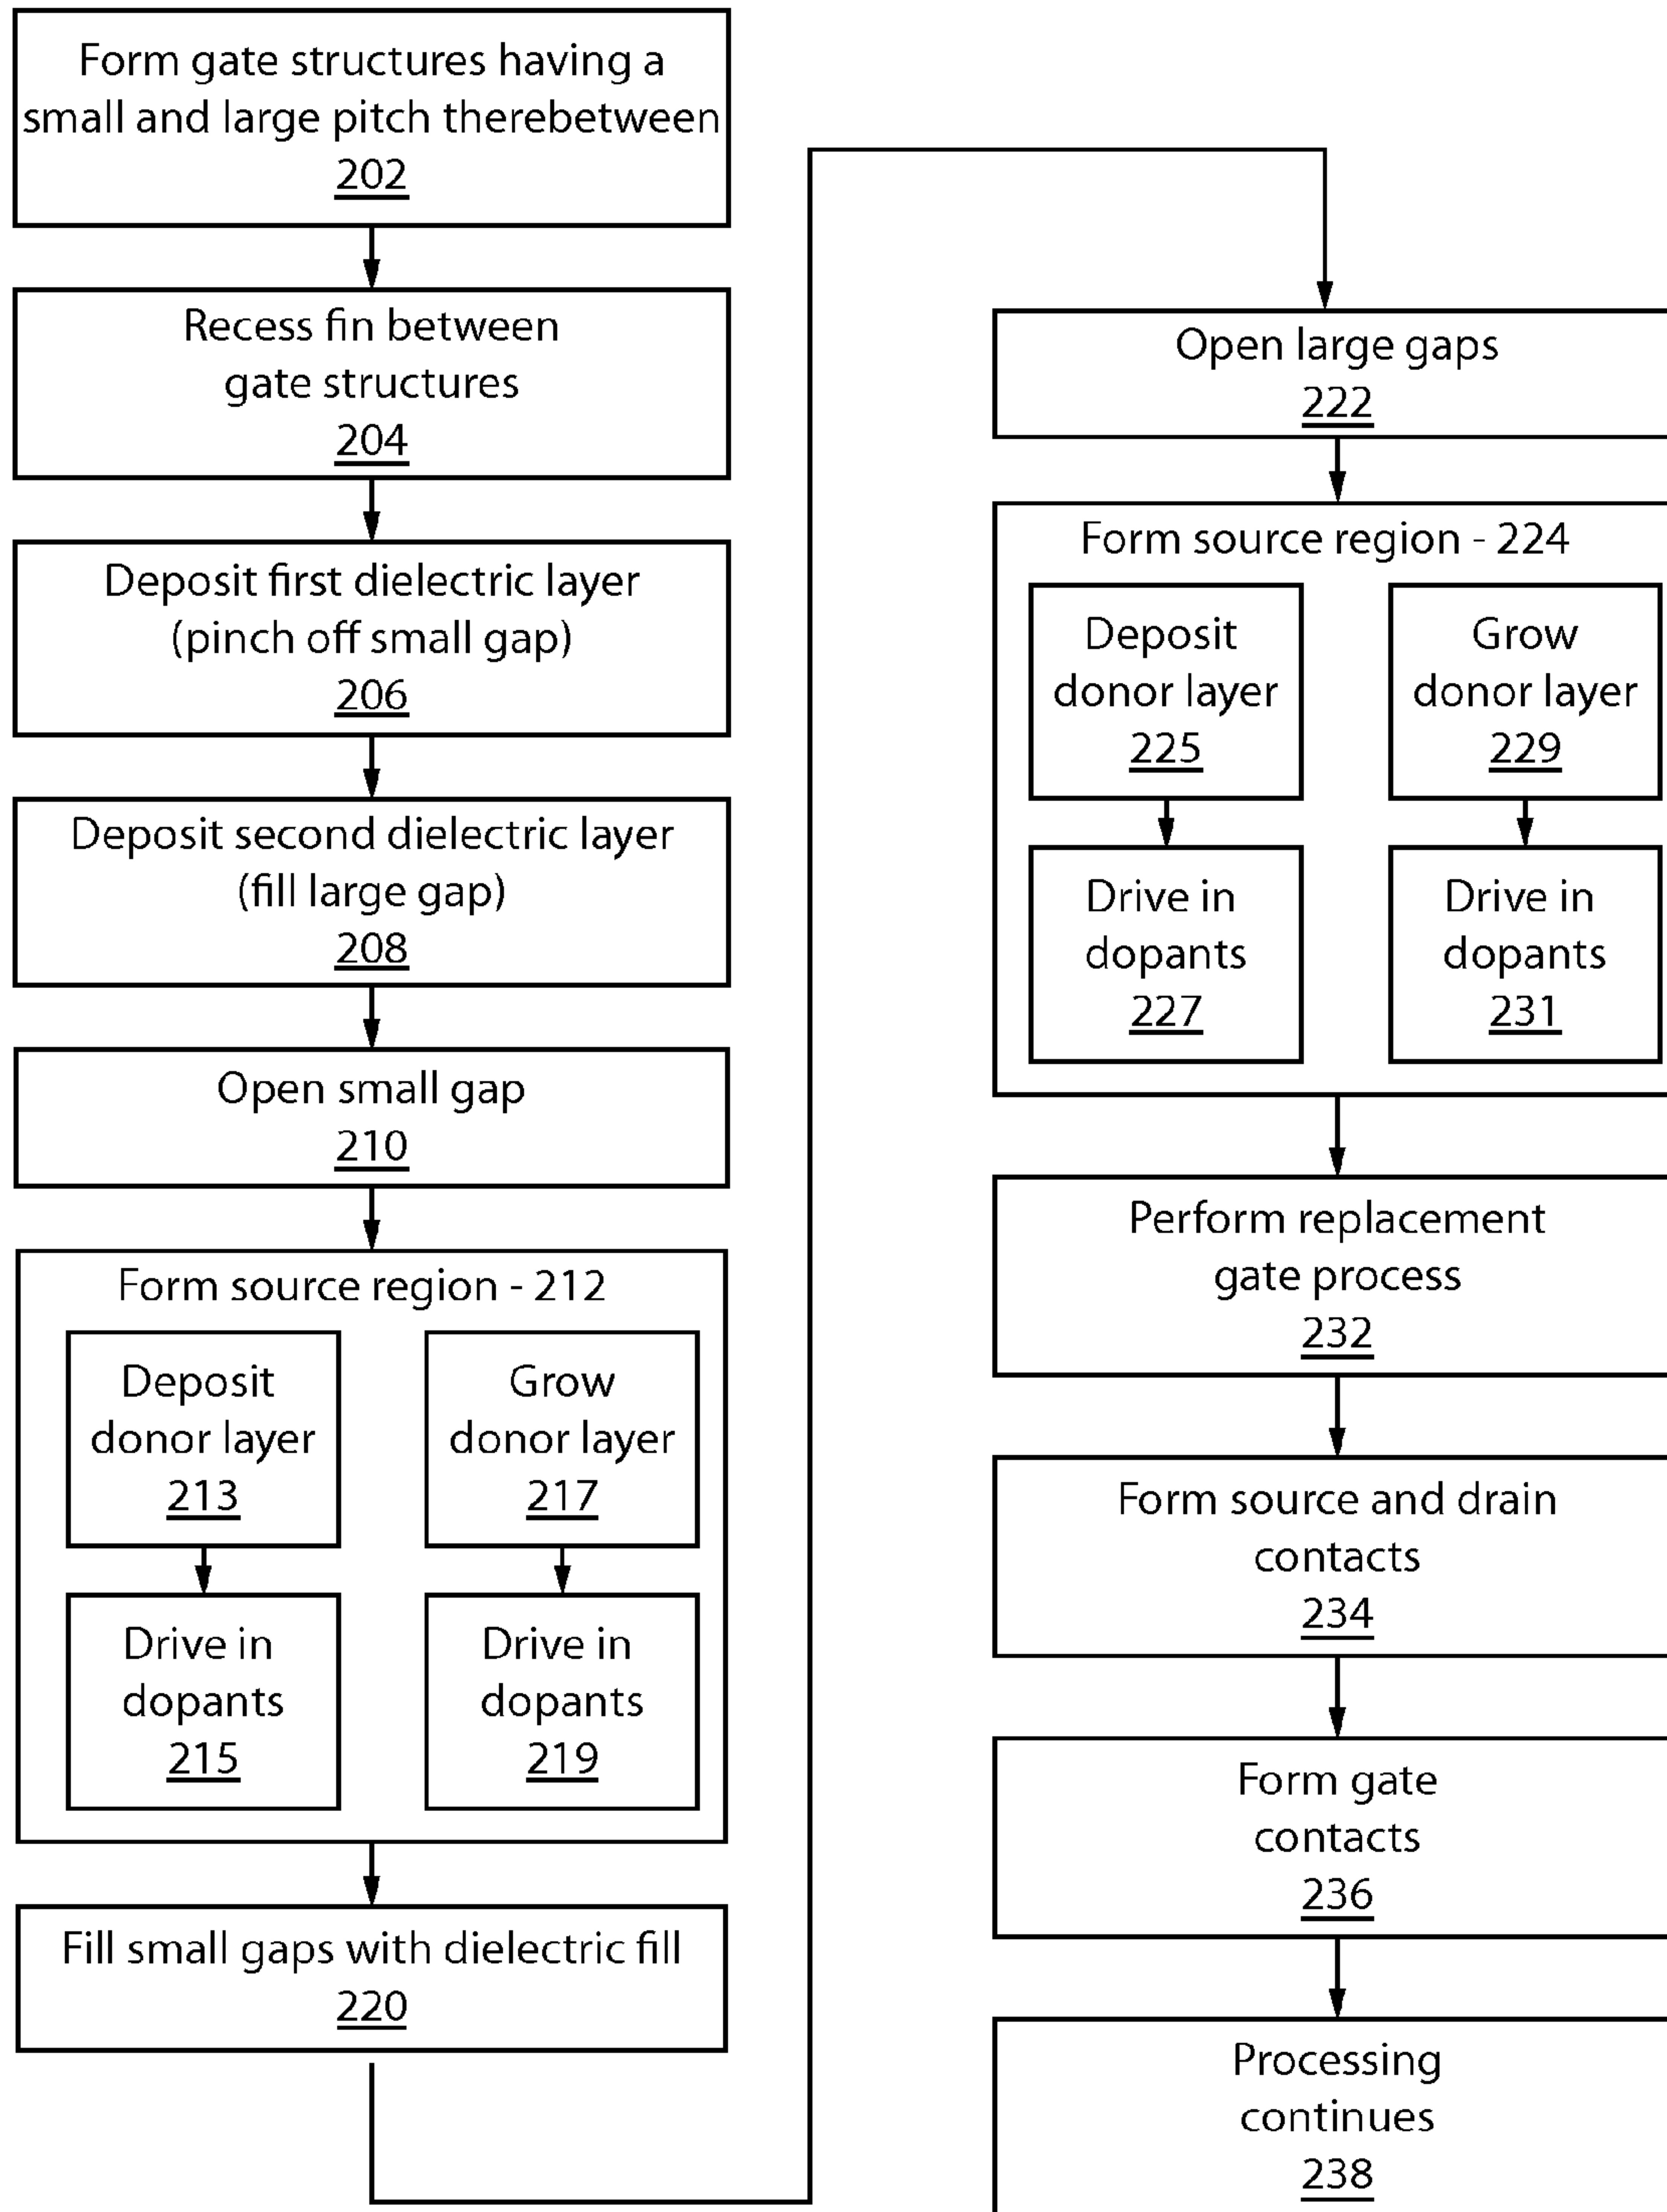 Form gate structures having a
small and large pitch therebetween
202
Recess fin between
gate structures
204
Deposit first dielectric layer
(pinch off small gap)
206
Deposit second dielectric layer
(fill large gap)
208
Open small gap
210
Form source region - 212
Deposit
donor layer
213
Drive in
dopants
215
Grow
donor layer
217
Drive in
dopants
219
Fill small gaps with dielectric fill
220
Open large gaps
222
Form source region - 224
Deposit
donor layer
225
Drive in
dopants
227
Grow
donor layer
229
Drive in
dopants
231
Perform replacement
gate process
232
Form source and drain
contacts
234
Form gate
contacts
236
Processing
continues
238